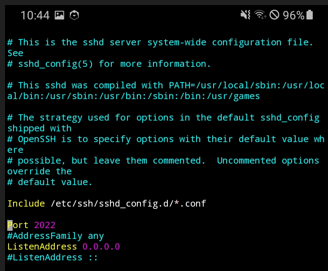 10:44 96%
# This is the sshd server system-wide configuration file.
See
# sshd_config(5) for more information.
# This sshd was compiled with PATH=/usr/local/sbin:/usr/loc
al/bin:/usr/sbin:/usr/bin:/sbin:/bin:/usr/games
# The strategy used for options in the default sshd_config
shipped with
# OpenSSH is to specify options with their default value wh
ere
# possible, but leave them commented.  Uncommented options
override the
# default value.
Include /etc/ssh/sshd_config.d/*.conf
Port 2022
#AddressFamily any
ListenAddress 0.0.0.0
#ListenAddress ::